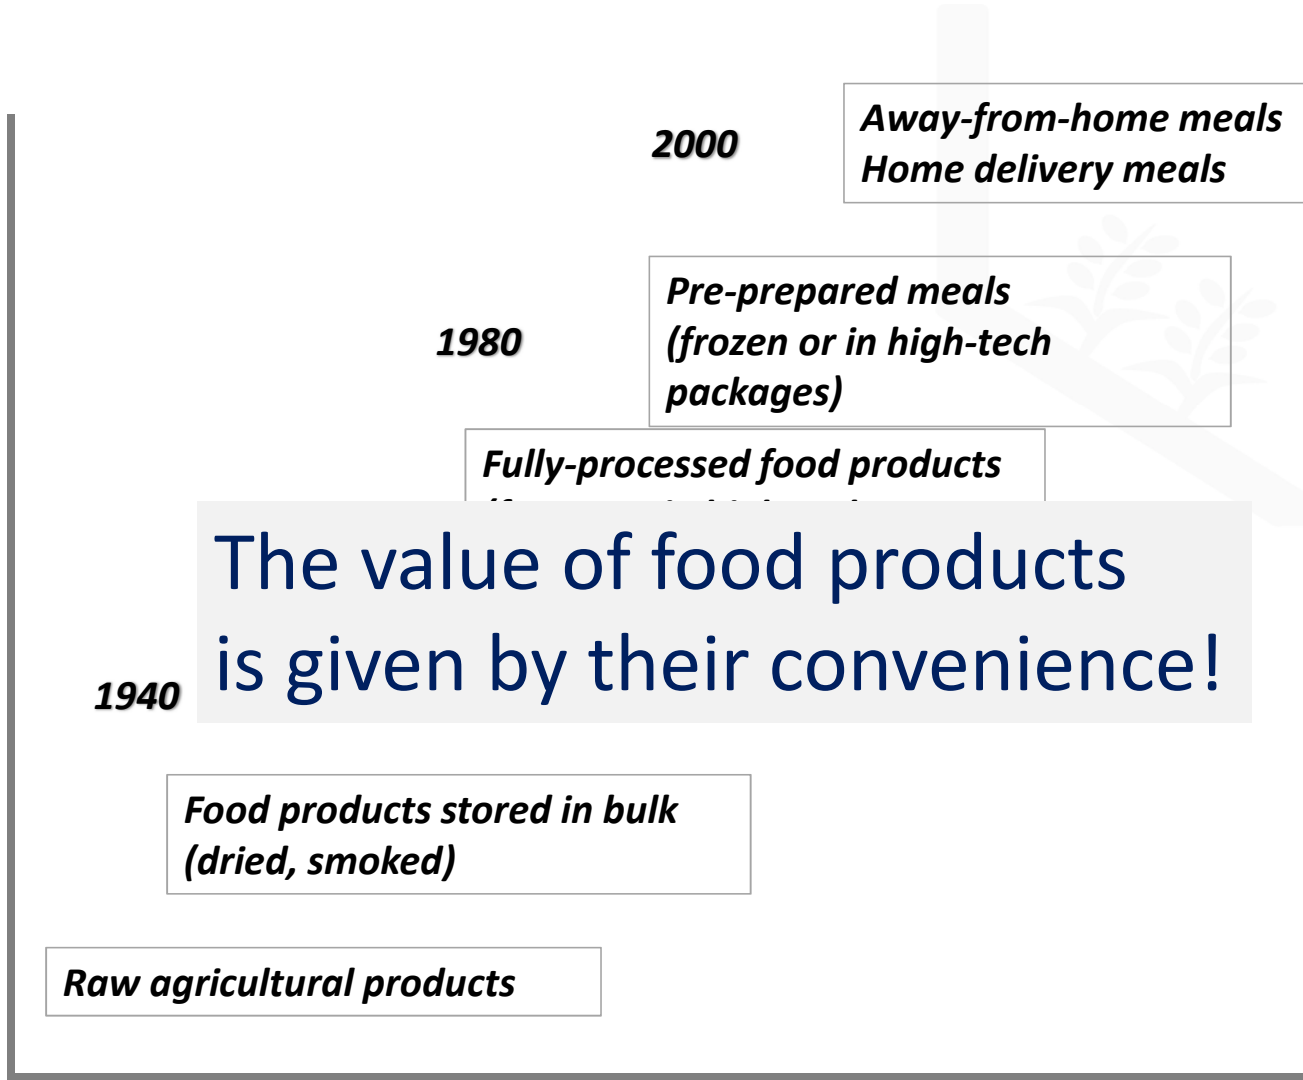 2000
Away-from-home meals
Home delivery meals
1980
Pre-prepared meals
(frozen or in high-tech
packages)
Fully-processed food products
The value of food products
is given by their convenience!
1940
Food products stored in bulk
(dried, smoked)
Raw agricultural products